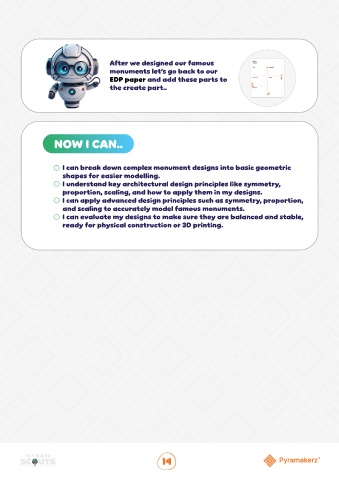 After we designed our famous
monuments let's go back to our
EDP paper and add these parts to
the create part..
NOW I CAN..
I can break down complex monument designs into basic geometric
shapes for easier modelling.
I understand key architectural design principles like symmetry,
proportion, scaling, and how to apply them in my designs.
I can apply advanced design principles such as symmetry, proportion,
and scaling to accurately model famous monuments.
I can evaluate my designs to make sure they are balanced and stable,
ready for physical construction or 3D printing.
STEAM
SCOUTS
14
Pyramakerz